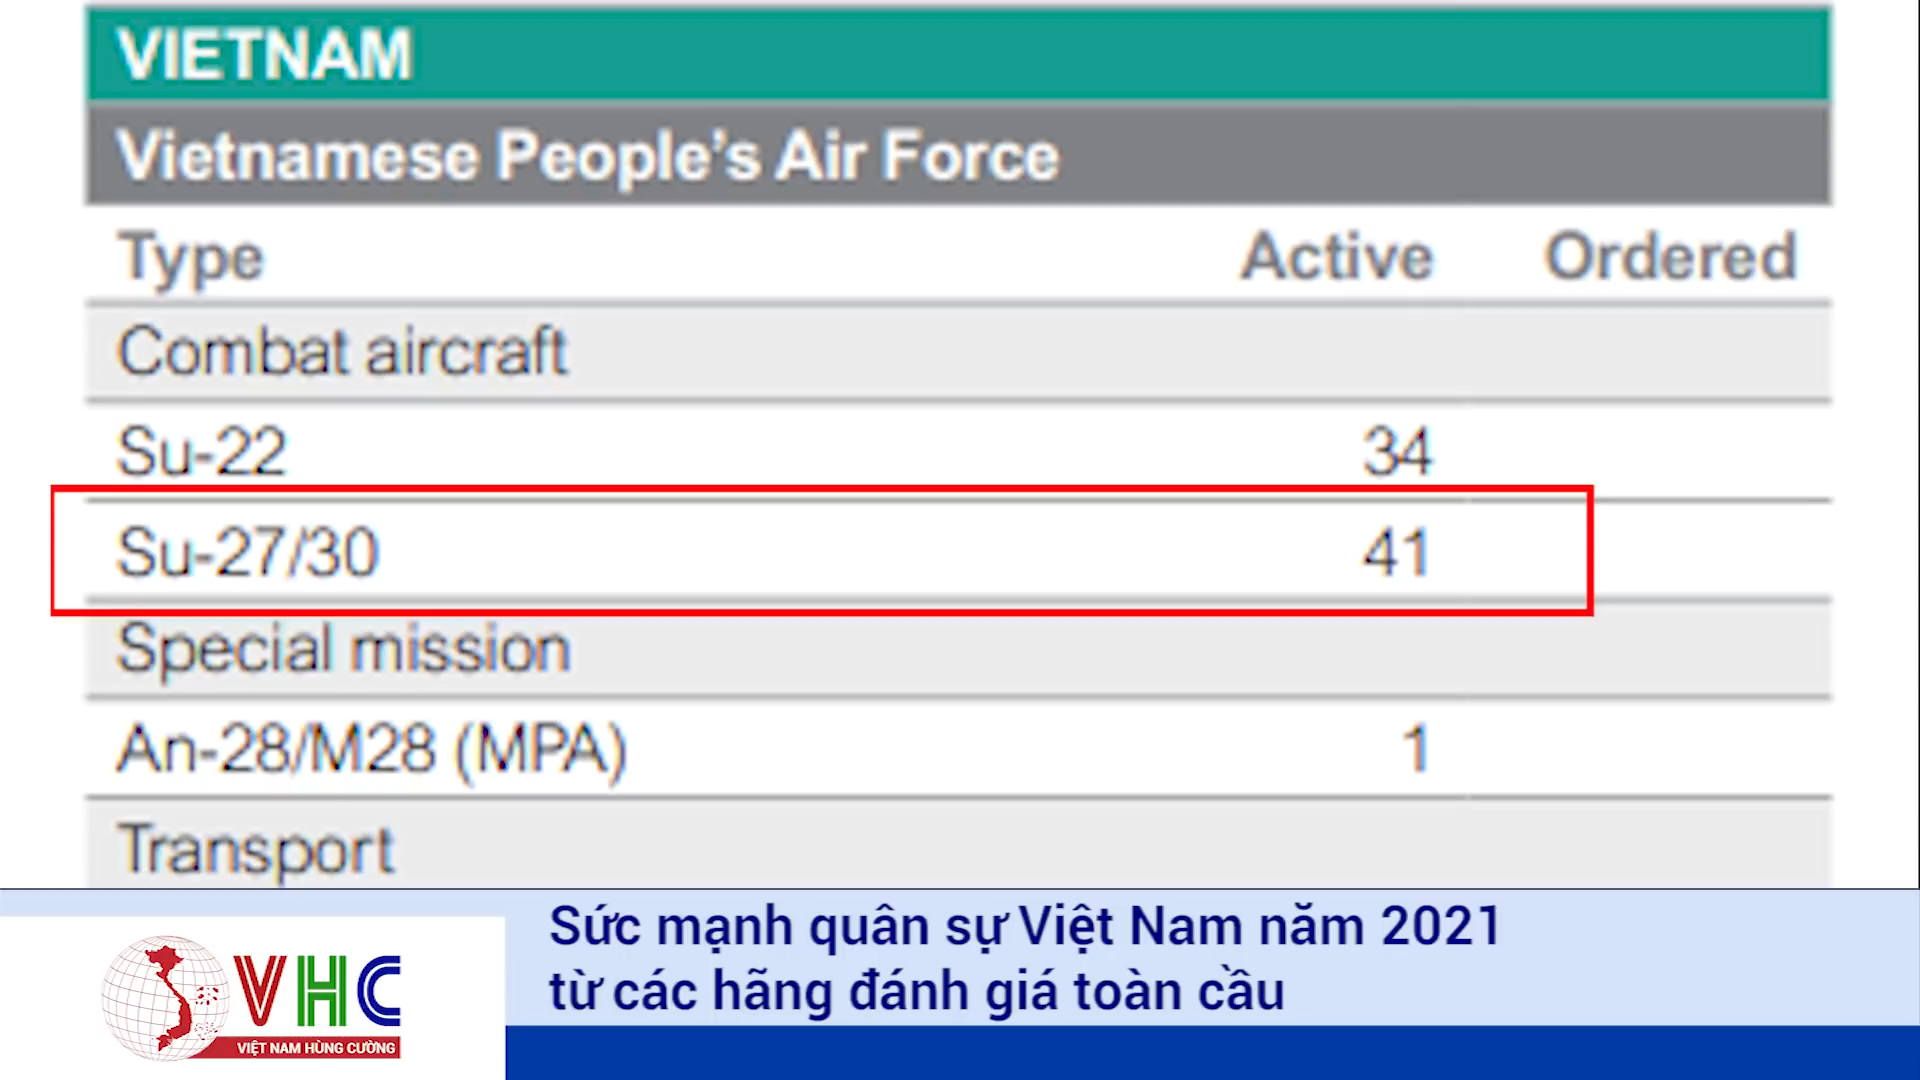 VIETNAM
Vietnamese People's Air Force
Type Active Ordered
Combat aircraft
Su-22 34
Su-27/30 41
Special mission
An-28/M28 (MPA) 1
Transport
Sức mạnh quân sự Việt Nam năm 2021
từ các hãng đánh giá toàn cầu
VHC
VIỆT NAM HÙNG CƯỜNG